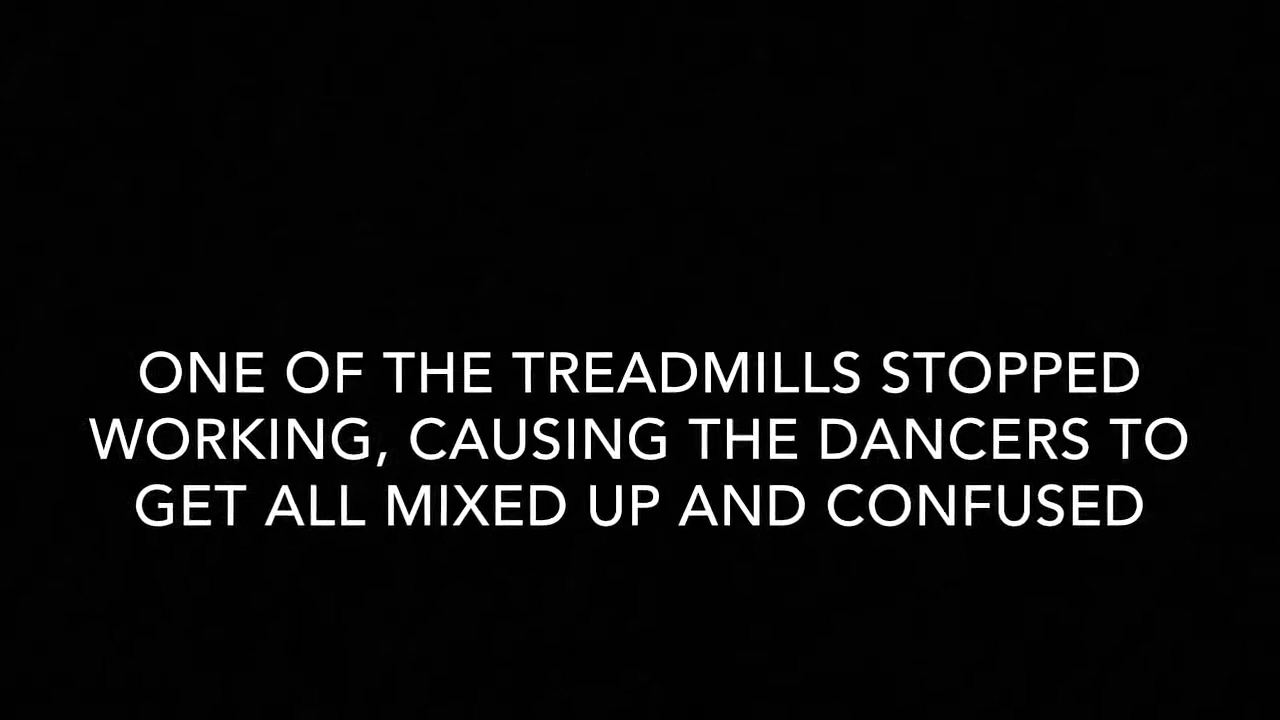 ONE OF THE TREADMILLS STOPPED
WORKING, CAUSING THE DANCERS TO
GET ALL MIXED UP AND CONFUSED